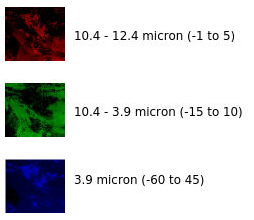 10.4 - 12.4 micron (-1 to 5)
10.4 - 3.9 micron (-15 to 10)
3.9 micron (-60 to 45)